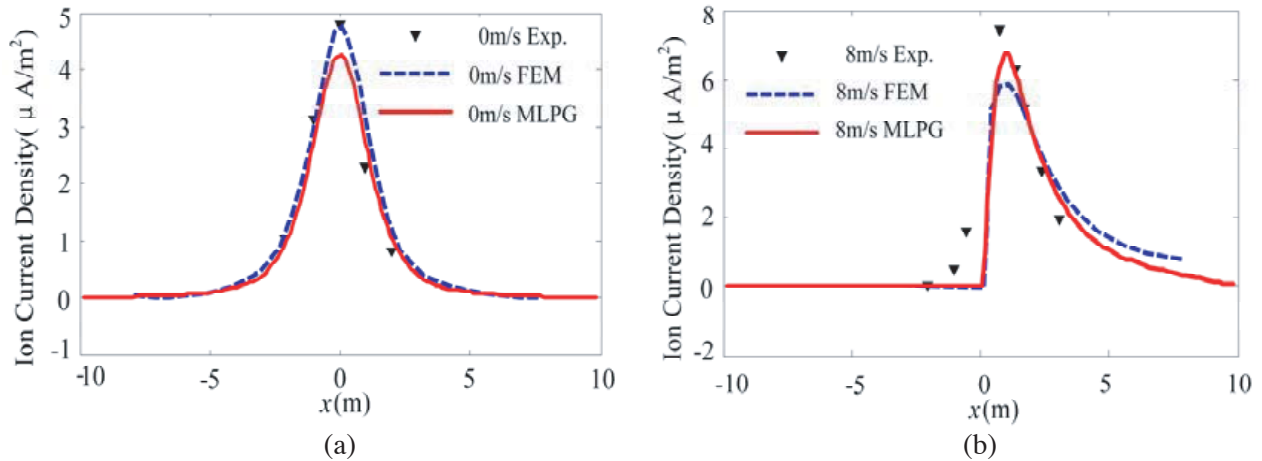 5
4
3
2
1
0
-1
Ion Current Density( μ A/m²)
0m/s Exp.
0m/s FEM
0m/s MLPG
-10 -5 0 5 10
x(m)
(a)
8
6
4
2
0
-2
Ion Current Density( μ A/m²)
8m/s Exp.
8m/s FEM
8m/s MLPG
-10 -5 0 5 10
x(m)
(b)